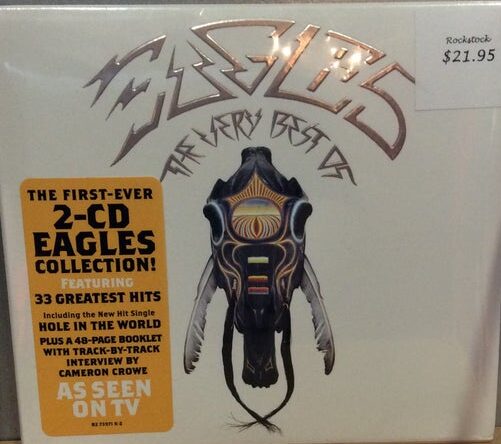 Rockstock
$21.95
EAGLES
THE VERY BEST OF
THE FIRST-EVER
2-CD
EAGLES
COLLECTION!
FEATURING
33 GREATEST HITS
Including the New Hit Single
HOLE IN THE WORLD
PLUS A 48-PAGE BOOKLET
WITH TRACK-BY-TRACK
INTERVIEW BY
CAMERON CROWE
AS SEEN
ON TV